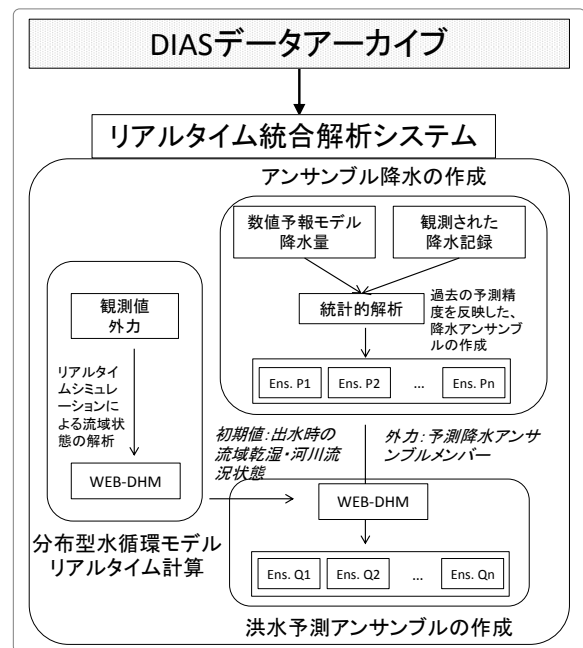 DIASデータアーカイブ
リアルタイム統合解析システム
アンサンブル降水の作成
数値予報モデル
降水量
観測された
降水記録
統計的解析
過去の予測精
度を反映した、
降水アンサン
ブルの作成
Ens. P1
Ens. P2
...
Ens. Pn
観測値
外力
リアルタイ
ムシミュレ
ーションに
よる流域状
態の解析
WEB-DHM
分布型水循環モデル
リアルタイム計算
初期値:出水時の
流域乾湿・河川流
況状態
外力:予測降水アンサ
ンブルメンバー
WEB-DHM
Ens. Q1
Ens. Q2
...
Ens. Qn
洪水予測アンサンブルの作成